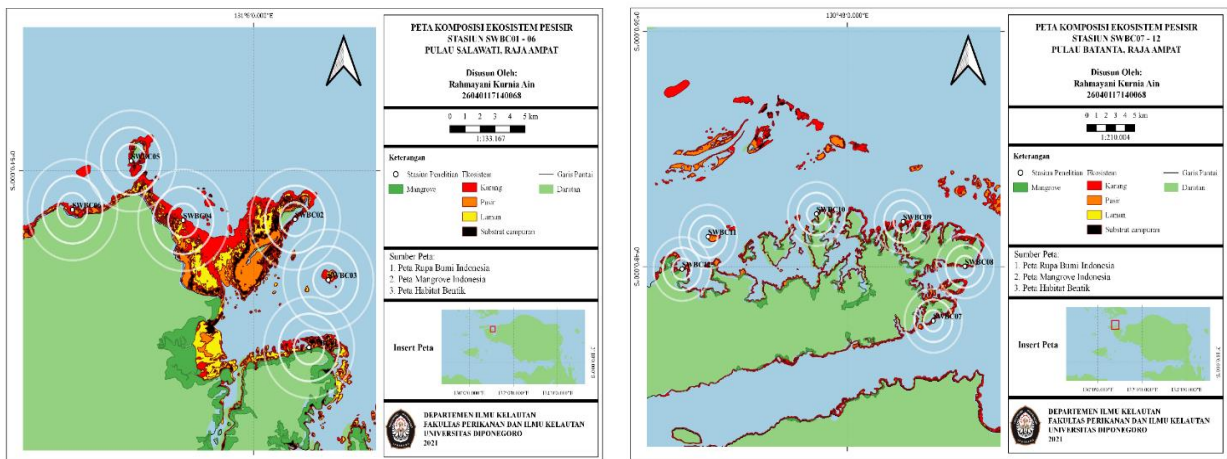 131°6'0.000"E
PETA KOMPOSISI EKOSISTEM PESISIR
STASIUN SWBC01 - 06
PULAU SALAWATI, RAJA AMPAT
Disusun Oleh:
Rahmayani Kurnia Ain
26040117140068
0 1 2 3 4 5 km
1:133.167
Keterangan
Stasiun Penelitian
Ekosistem
Garis Pantai
Mangrove
Karang
Daratan
Pasir
Lamun
Substrat campuran
Sumber Peta:
1. Peta Rupa Bumi Indonesia
2. Peta Mangrove Indonesia
3. Peta Habitat Bentik
Insert Peta
DEPARTEMEN ILMU KELAUTAN
FAKULTAS PERIKANAN DAN ILMU KELAUTAN
UNIVERSITAS DIPONEGORO
2021
SWBC05
SWBC06
SWBC04
SWBC02
SWBC03
130°48'0.000"E
PETA KOMPOSISI EKOSISTEM PESISIR
STASIUN SWBC07 - 12
PULAU BATANTA, RAJA AMPAT
Disusun Oleh:
Rahmayani Kurnia Ain
26040117140068
0 1 2 3 4 5 km
1:210.004
Keterangan
Stasiun Penelitian
Ekosistem
Garis Pantai
Mangrove
Karang
Daratan
Pasir
Lamun
Substrat campuran
Sumber Peta:
1. Peta Rupa Bumi Indonesia
2. Peta Mangrove Indonesia
3. Peta Habitat Bentik
Insert Peta
DEPARTEMEN ILMU KELAUTAN
FAKULTAS PERIKANAN DAN ILMU KELAUTAN
UNIVERSITAS DIPONEGORO
2021
SWBC10
SWBC09
SWBC11
SWBC08
SWBC07